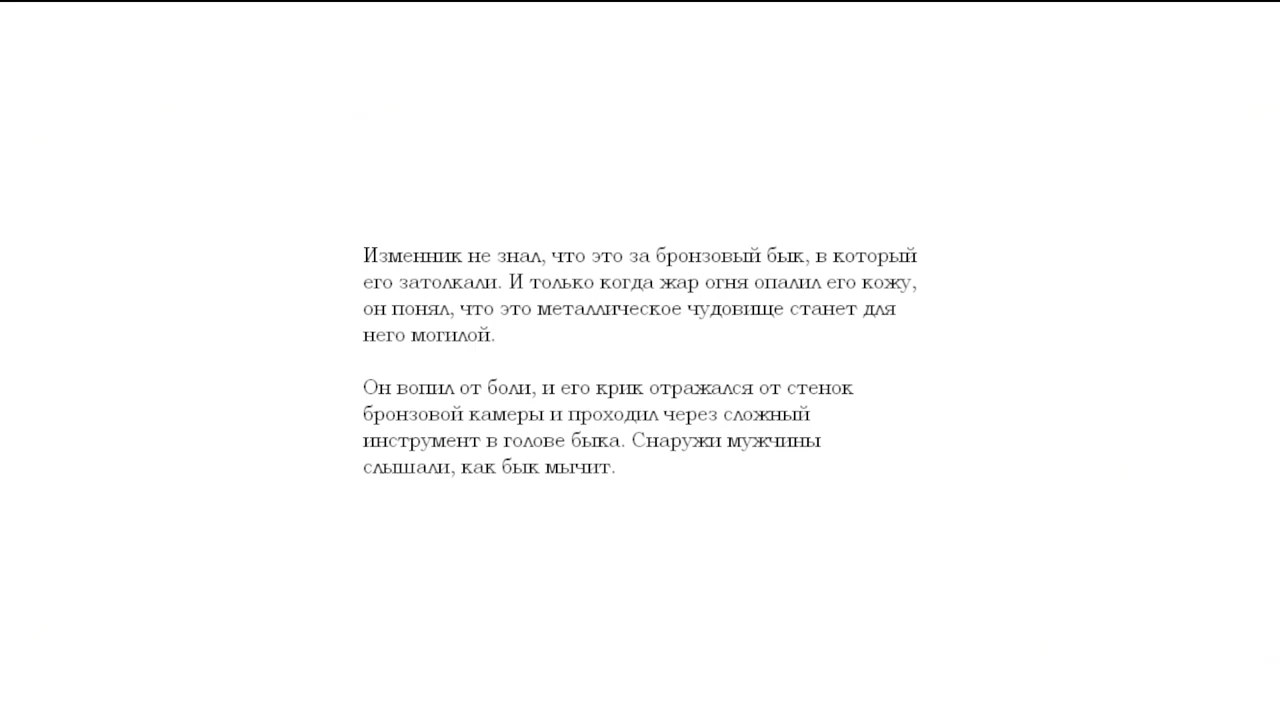 Изменник не знал, что это за бронзовый бык, в который
его затолкали. И только когда жар огня опалил его кожу,
он понял, что это металлическое чудовище станет для
него могилой.
Он вопил от боли, и его крик отражался от стенок
бронзовой камеры и проходил через сложный
инструмент в голове быка. Снаружи мужчины
слышали, как бык мычит.